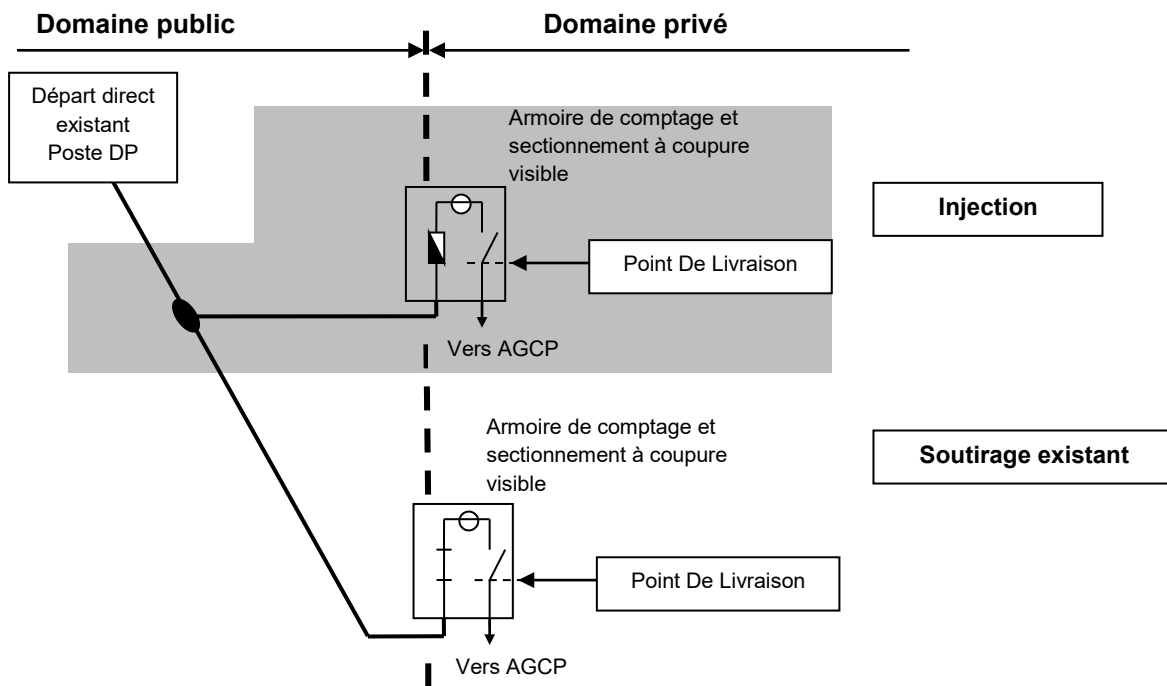 Domaine public
Domaine privé
Départ direct
existant
Poste DP
Armoire de comptage et
sectionnement à coupure
visible
Injection
Point De Livraison
Vers AGCP
Armoire de comptage et
sectionnement à coupure
visible
Soutirage existant
Point De Livraison
Vers AGCP